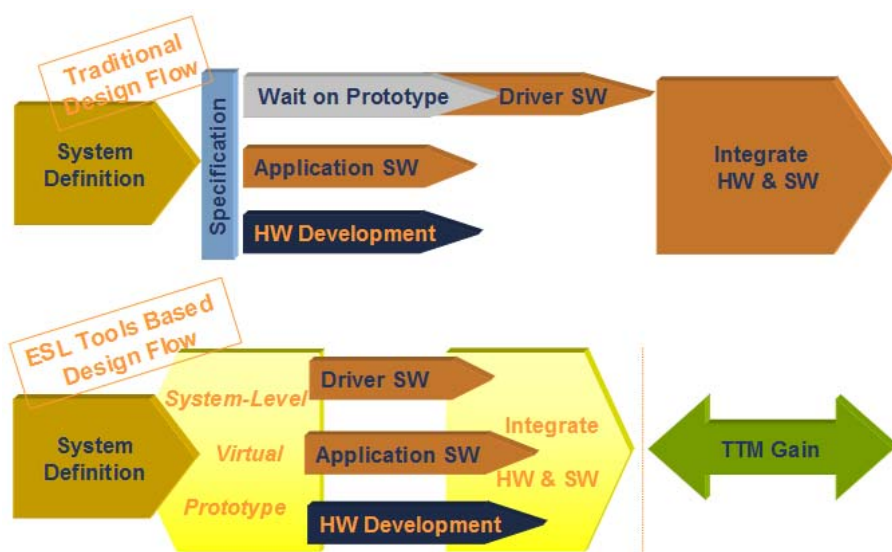 Traditional
Design Flow
System
Definition
Specification
Wait on Prototype
Driver SW
Application SW
HW Development
Integrate
HW & SW
ESL Tools Based
Design Flow
System
Definition
System-Level
Virtual
Prototype
Driver SW
Application SW
HW Development
Integrate
HW & SW
TTM Gain